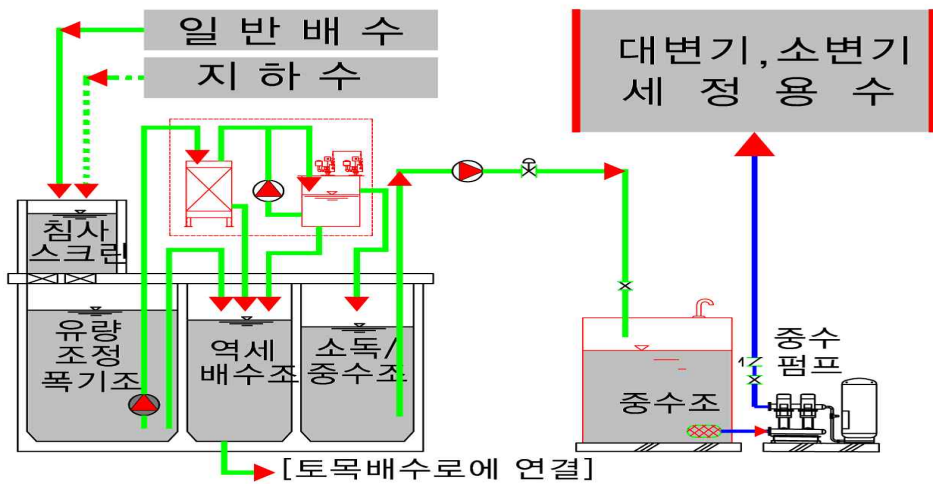 일 반 배 수
지 하 수
대변기,소변기
세 정 용 수
침사
스크린
유량
조정
폭기조
역세
배수조
소독/
중수조
중수조
중수
펌프
[토목배수로에 연결]